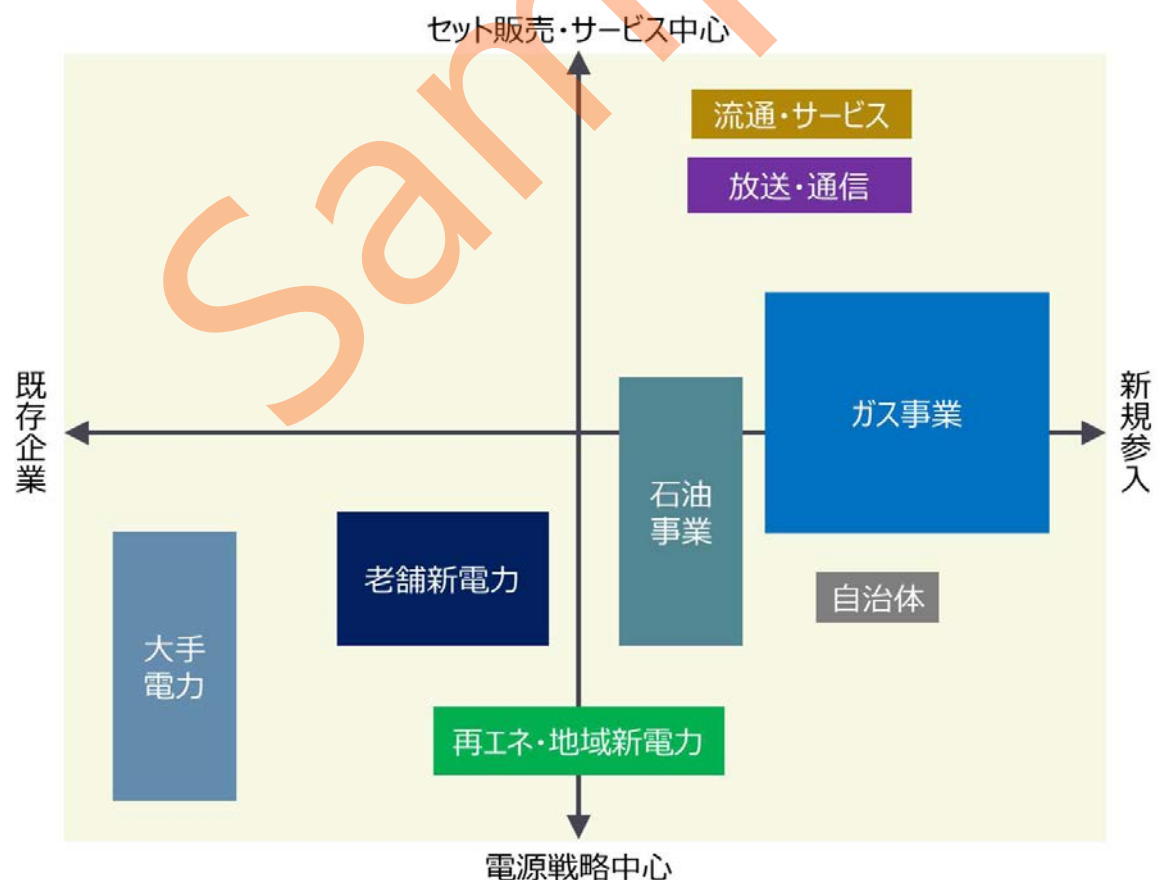 セット販売・サービス中心
流通・サービス
放送・通信
既存企業
新規参入
ガス事業
石油
事業
老舗新電力
自治体
大手
電力
再エネ・地域新電力
電源戦略中心